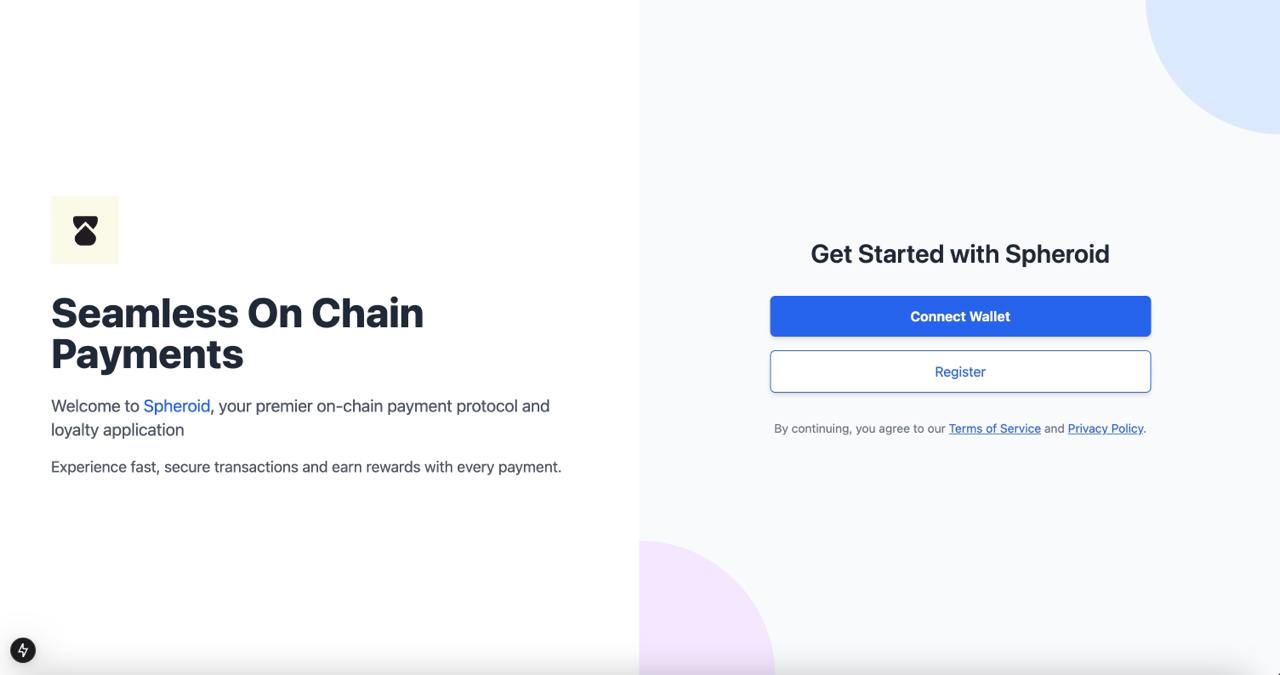 Seamless On Chain
Payments
Welcome to Spheroid, your premier on-chain payment protocol and
loyalty application
Experience fast, secure transactions and earn rewards with every payment.
Get Started with Spheroid
Connect Wallet
Register
By continuing, you agree to our Terms of Service and Privacy Policy.